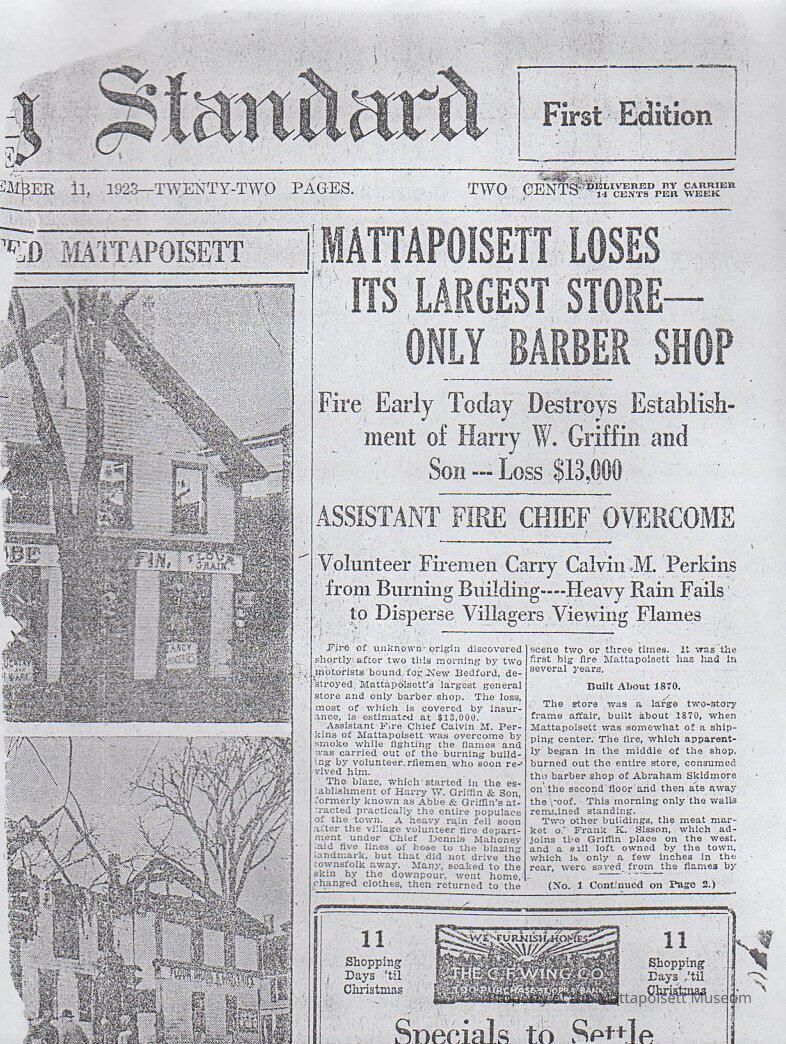 g Standard
First Edition
EMBER 11, 1923—TWENTY-TWO PAGES.
TWO CENTS
DELIVERED BY CARRIER
14 CENTS PER WEEK
ED MATTAPOISETT
FIN,
FLOUR
GRAIN
MATTAPOISETT LOSES
ITS LARGEST STORE—
ONLY BARBER SHOP
Fire Early Today Destroys Establish-
ment of Harry W. Griffin and
Son --- Loss $13,000
ASSISTANT FIRE CHIEF OVERCOME
Volunteer Firemen Carry Calvin M. Perkins
from Burning Building----Heavy Rain Fails
to Disperse Villagers Viewing Flames
Fire of unknown origin discovered
shortly after two this morning by two
motorists bound for New Bedford, de-
stroyed Mattapoisett's largest general
store and only barber shop. The loss,
most of which is covered by insur-
ance, is estimated at $13,000.
Assistant Fire Chief Calvin M. Per-
kins of Mattapoisett was overcome by
smoke while fighting the flames and
was carried out of the burning build-
ing by volunteer rfiemen who soon re-
vived him.
The blaze, which started in the es-
tablishment of Harry W. Griffin & Son,
formerly known as Abbe & Griffin's at-
tracted practically the entire populace
of the town. A heavy rain fell soon
after the village volunteer fire depart-
ment under Chief Dennis Mahoney
laid five lines of hose to the blazing
landmark, but that did not drive the
townsfolk away. Many, soaked to the
skin by the downpour, went home,
changed clothes, then returned to the
scene two or three times. It was the
first big fire Mattapoisett has had in
several years.
Built About 1870.
The store was a large two-story
frame affair, built about 1870, when
Mattapoisett was somewhat of a ship-
ping center. The fire, which apparent-
ly began in the middle of the shop,
burned out the entire store, consumed
the barber shop of Abraham Skidmore
on the second floor and then ate away
the roof. This morning only the walls
remained standing.
Two other buildings, the meat mar-
ket of Frank K. Sisson, which ad-
joins the Griffin place on the west,
and a sail loft owned by the town,
which is only a few inches in the
rear, were saved from the flames by
(No. 1 Continued on Page 2.)
11
Shopping
Days 'til
Christmas
WE FURNISH HOMES
THE C.F. WING CO.
11
Shopping
Days 'til
Christmas
Specials to Settle
Mattapoisett Museum